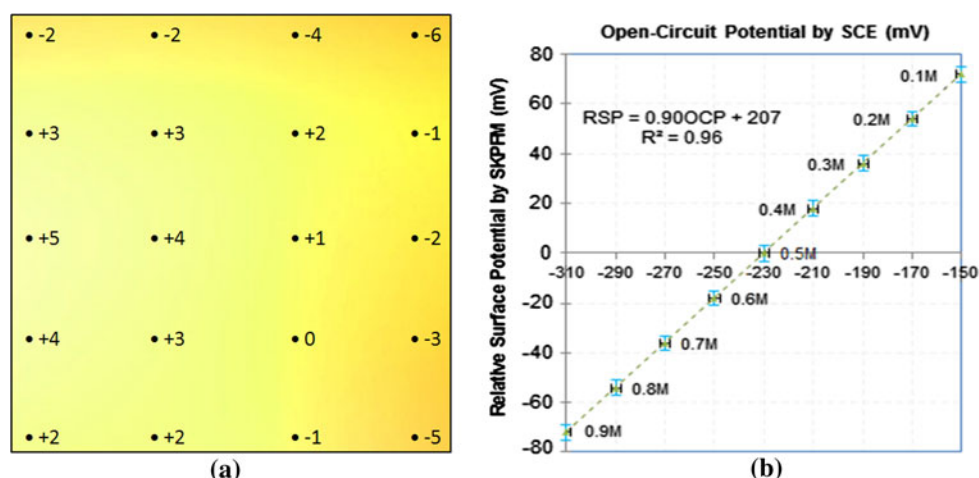 -2 -2 -4 -6
+3 +3 +2 -1
+5 +4 +1 -2
+4 +3 0 -3
+2 +2 -1 -5
(a)
Open-Circuit Potential by SCE (mV)
Relative Surface Potential by SKPFM (mV)
80
60
40
20
0
-20
-40
-60
-80
-310 -290 -270 -250 -230 -210 -190 -170 -150
RSP = 0.90OCP + 207
R² = 0.96
0.1M
0.2M
0.3M
0.4M
0.5M
0.6M
0.7M
0.8M
0.9M
(b)